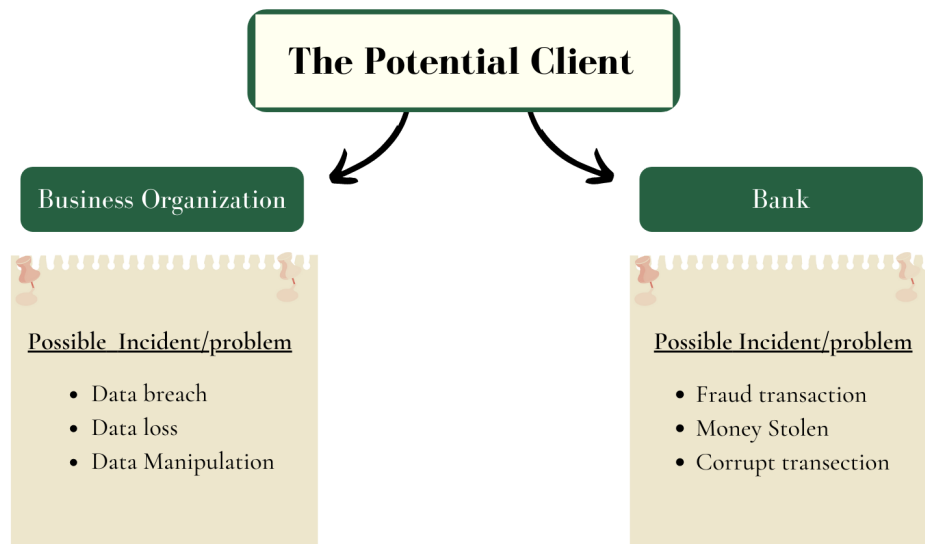 The Potential Client
Business Organization
Bank
Possible Incident/problem
• Data breach
• Data loss
• Data Manipulation
Possible Incident/problem
• Fraud transaction
• Money Stolen
• Corrupt transection